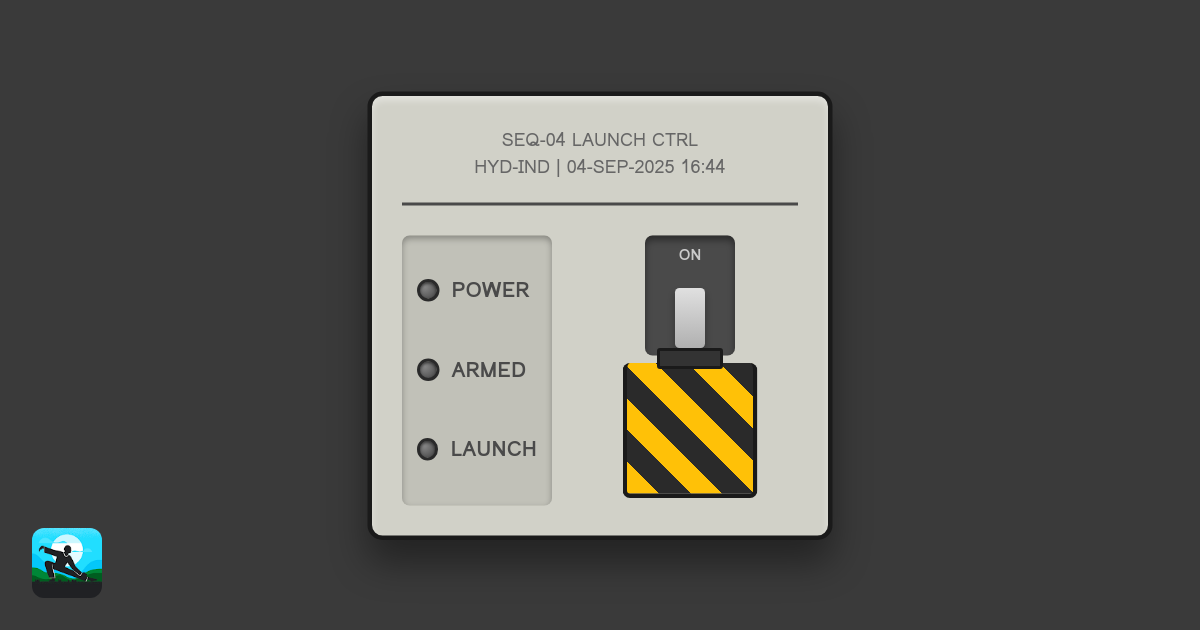 SEQ-04 LAUNCH CTRL
HYD-IND | 04-SEP-2025 16:44
POWER
ARMED
LAUNCH
ON